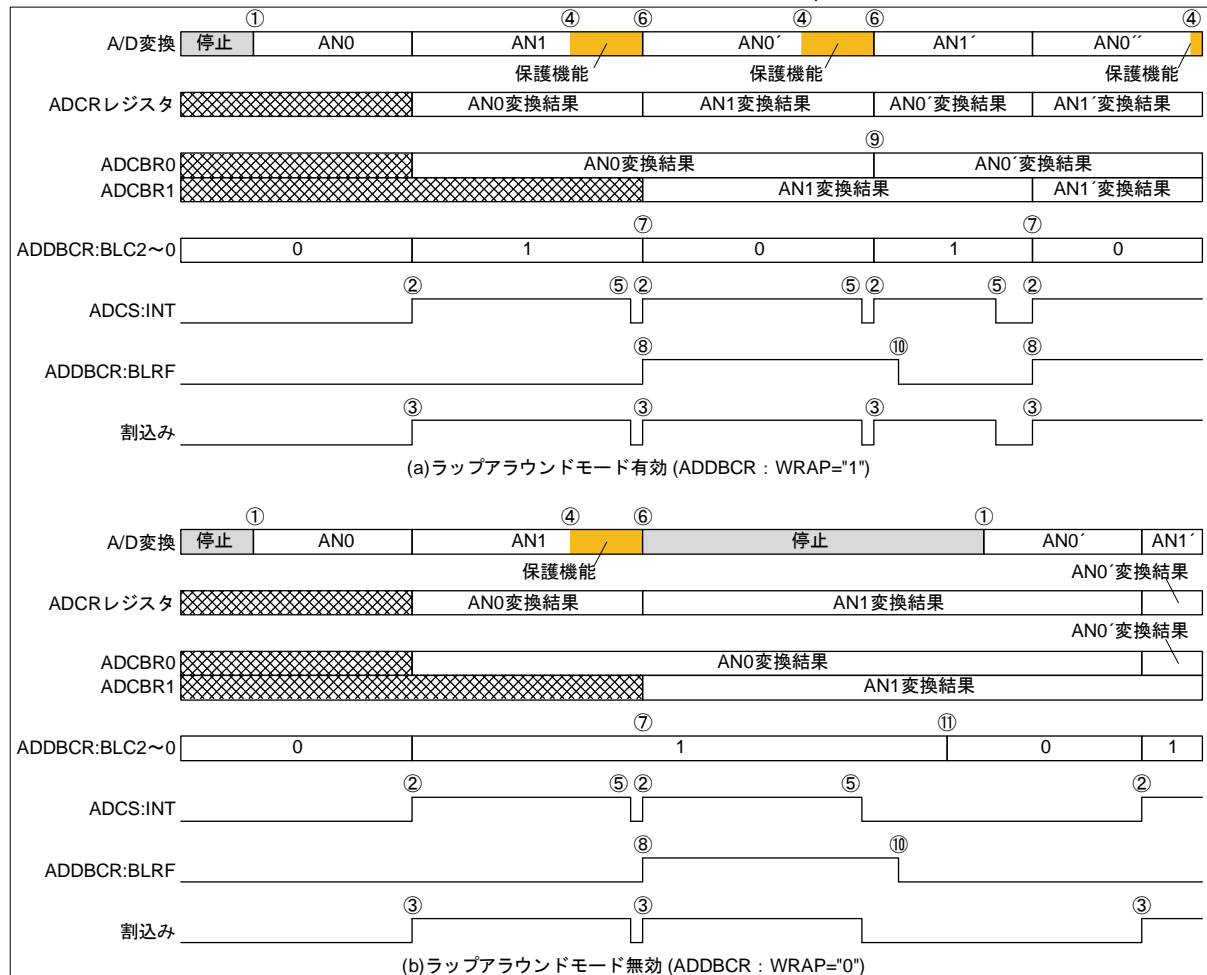 ① ④ ⑥ ④ ⑥ ④
A/D変換 停止 AN0 AN1 AN0´ AN1´ AN0´´
保護機能 保護機能 保護機能
ADCRレジスタ AN0変換結果 AN1変換結果 AN0´変換結果 AN1´変換結果
⑨
ADCBR0 AN0変換結果 AN0´変換結果
ADCBR1 AN1変換結果 AN1´変換結果
⑦ ⑦
ADDBCR:BLC2～0 0 1 0 1 0
② ⑤ ② ⑤ ② ⑤ ②
ADCS:INT
⑧ ⑩ ⑧
ADDBCR:BLRF
③ ③ ③ ③
割込み
(a)ラップアラウンドモード有効 (ADDBCR：WRAP="1")
① ④ ⑥ ①
A/D変換 停止 AN0 AN1 停止 AN0´ AN1´
保護機能 AN0´変換結果
ADCRレジスタ AN0変換結果 AN1変換結果
AN0´変換結果
ADCBR0 AN0変換結果
ADCBR1 AN1変換結果
⑦ ⑪
ADDBCR:BLC2～0 0 1 0 1
② ⑤ ② ⑤ ②
ADCS:INT
⑧ ⑩
ADDBCR:BLRF
③ ③ ③
割込み
(b)ラップアラウンドモード無効 (ADDBCR：WRAP="0")